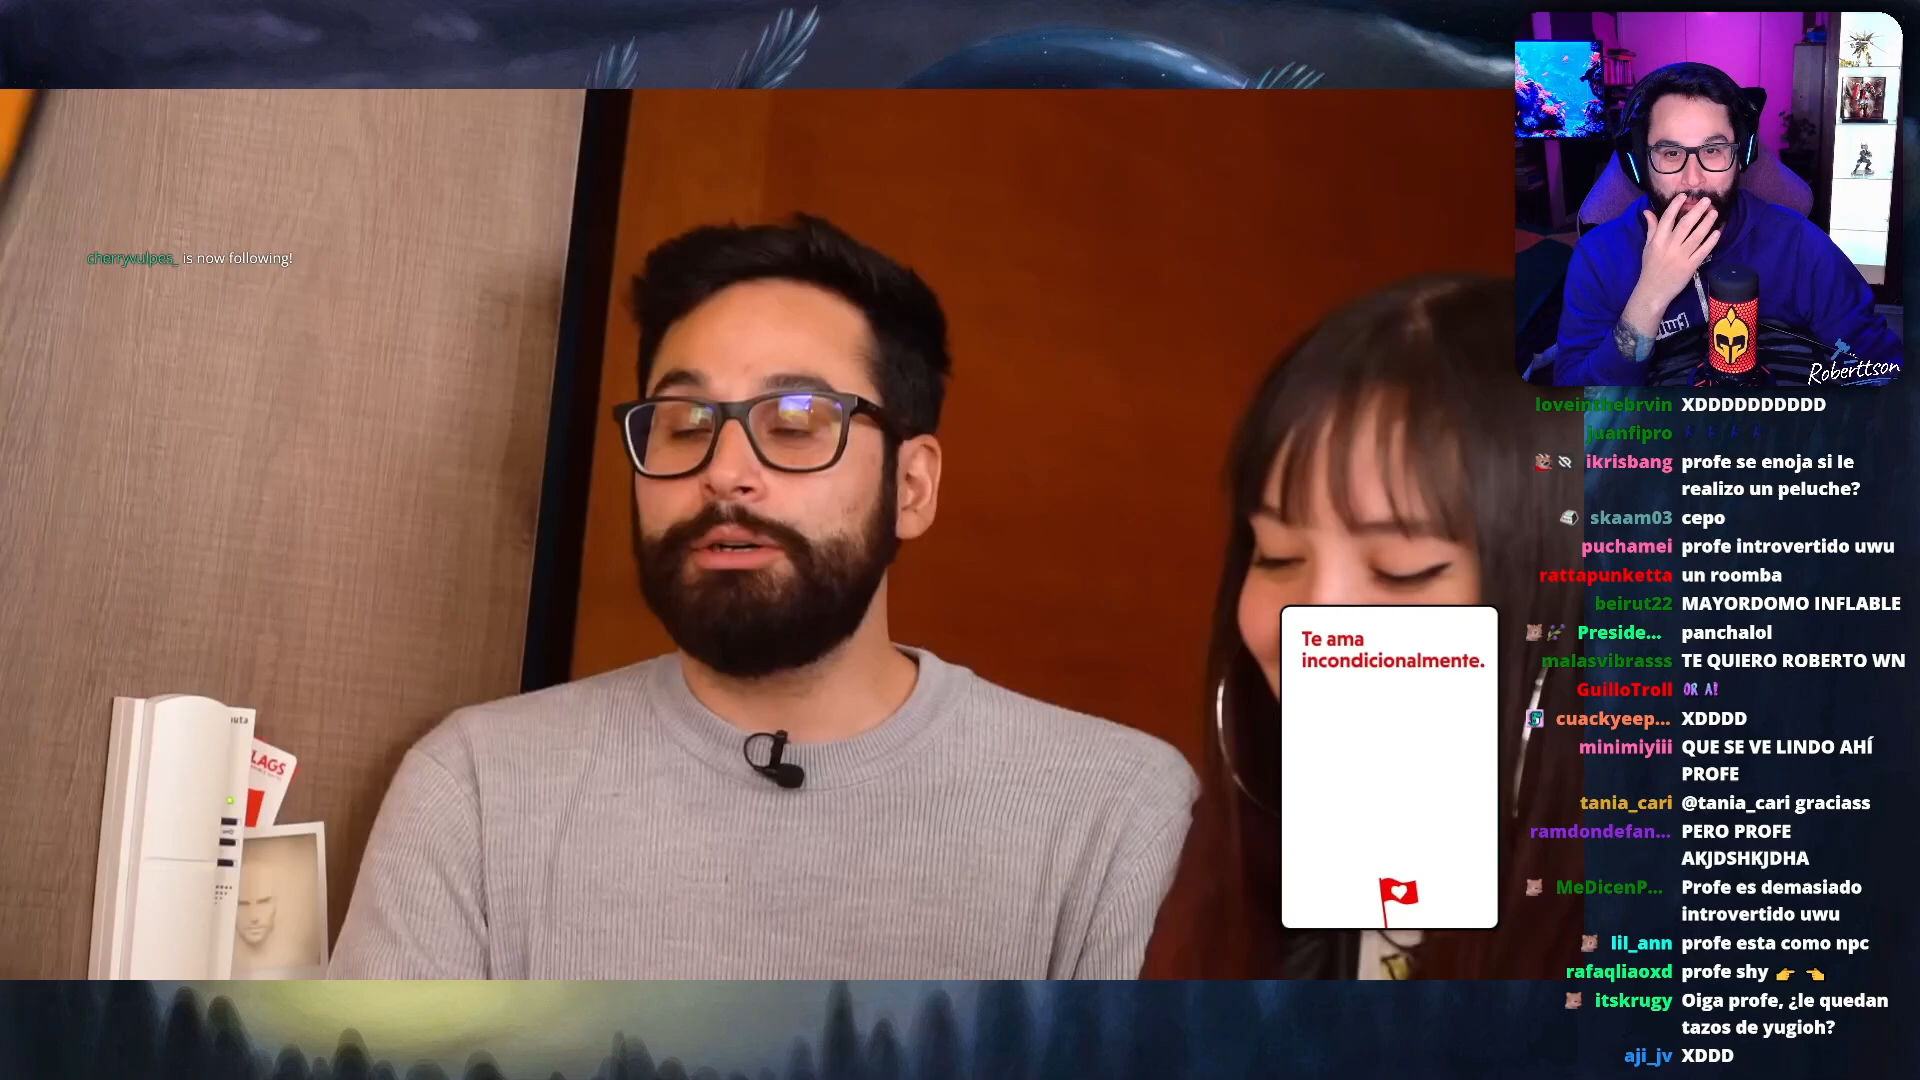 cherryvulpes_ is now following!
Te ama
incondicionalmente.
LAGS
Roberttson
loveinthebrvin XDDDDDDDDDD
juanfipro
ikrisbang profe se enoja si le
realizo un peluche?
skaam03 cepo
puchamei profe introvertido uwu
rattapunketta un roomba
beirut22 MAYORDOMO INFLABLE
Preside... panchalol
malasvibrasss TE QUIERO ROBERTO WN
GuilloTroll OR A!
cuackyeep... XDDDD
minimiyiii QUE SE VE LINDO AHÍ
PROFE
tania_cari @tania_cari graciass
ramdondefan... PERO PROFE
AKJDSHKJDHA
MeDicenP... Profe es demasiado
introvertido uwu
lil_ann profe esta como npc
rafaqliaoxd profe shy 👉 👈
itskrugy Oiga profe, ¿le quedan
tazos de yugioh?
aji_jv XDDD